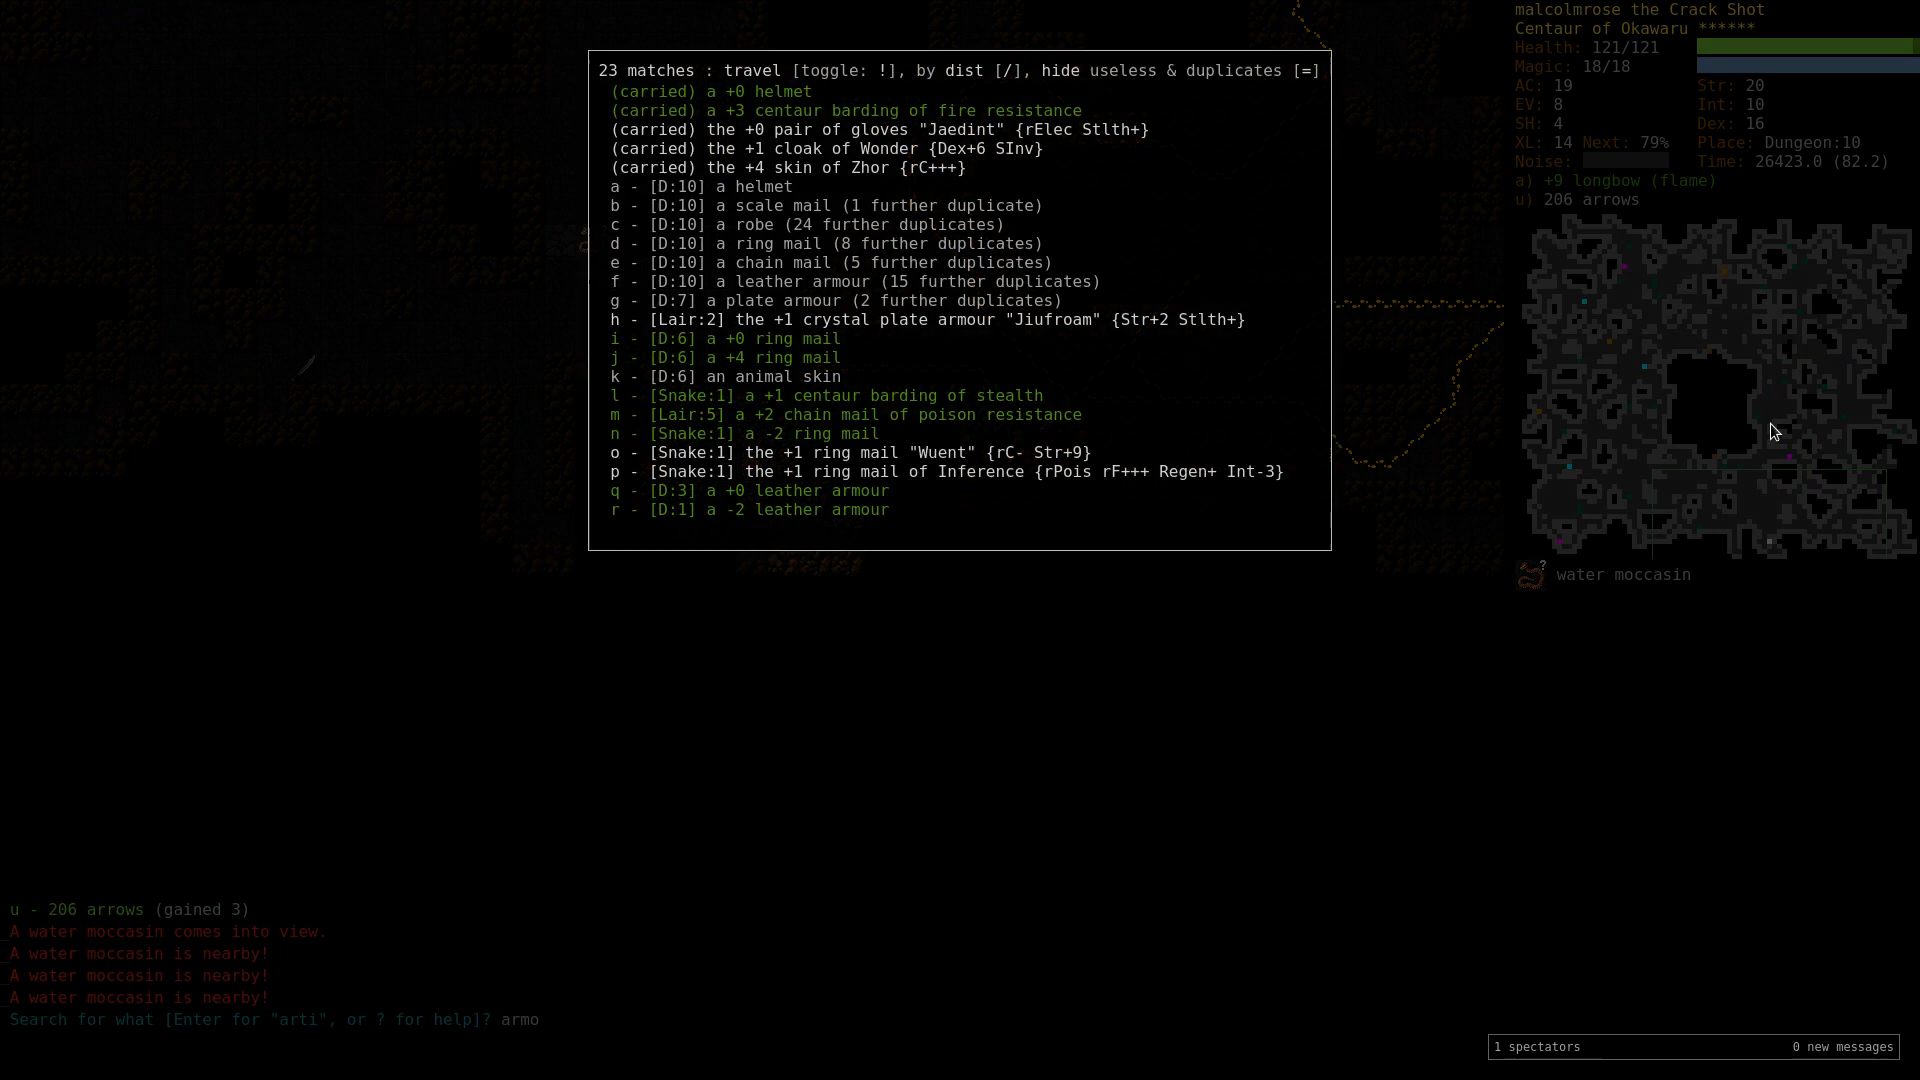 malcolmrose the Crack Shot
Centaur of Okawaru ******
Health: 121/121
Magic: 18/18
AC: 19 Str: 20
EV: 8 Int: 10
SH: 4 Dex: 16
XL: 14 Next: 79% Place: Dungeon:10
Noise: Time: 26423.0 (82.2)
a) +9 longbow (flame)
u) 206 arrows
23 matches : travel [toggle: !], by dist [/], hide useless & duplicates [=]
(carried) a +0 helmet
(carried) a +3 centaur barding of fire resistance
(carried) the +0 pair of gloves "Jaedint" {rElec Stlth+}
(carried) the +1 cloak of Wonder {Dex+6 SInv}
(carried) the +4 skin of Zhor {rC+++}
a - [D:10] a helmet
b - [D:10] a scale mail (1 further duplicate)
c - [D:10] a robe (24 further duplicates)
d - [D:10] a ring mail (8 further duplicates)
e - [D:10] a chain mail (5 further duplicates)
f - [D:10] a leather armour (15 further duplicates)
g - [D:7] a plate armour (2 further duplicates)
h - [Lair:2] the +1 crystal plate armour "Jiufroam" {Str+2 Stlth+}
i - [D:6] a +0 ring mail
j - [D:6] a +4 ring mail
k - [D:6] an animal skin
l - [Snake:1] a +1 centaur barding of stealth
m - [Lair:5] a +2 chain mail of poison resistance
n - [Snake:1] a -2 ring mail
o - [Snake:1] the +1 ring mail "Wuent" {rC- Str+9}
p - [Snake:1] the +1 ring mail of Inference {rPois rF+++ Regen+ Int-3}
q - [D:3] a +0 leather armour
r - [D:1] a -2 leather armour
? water moccasin
u - 206 arrows (gained 3)
_A water moccasin comes into view.
_A water moccasin is nearby!
_A water moccasin is nearby!
_A water moccasin is nearby!
Search for what [Enter for "arti", or ? for help]? armo
1 spectators 0 new messages